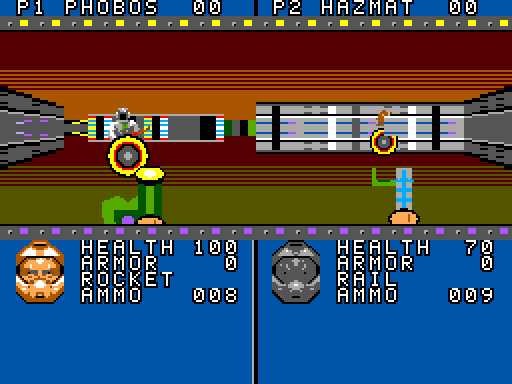 P1 PHOBOS 00 P2 HAZMAT 00
HEALTH 100 HEALTH 70
ARMOR 0 ARMOR 0
ROCKET RAIL
AMMO 008 AMMO 009